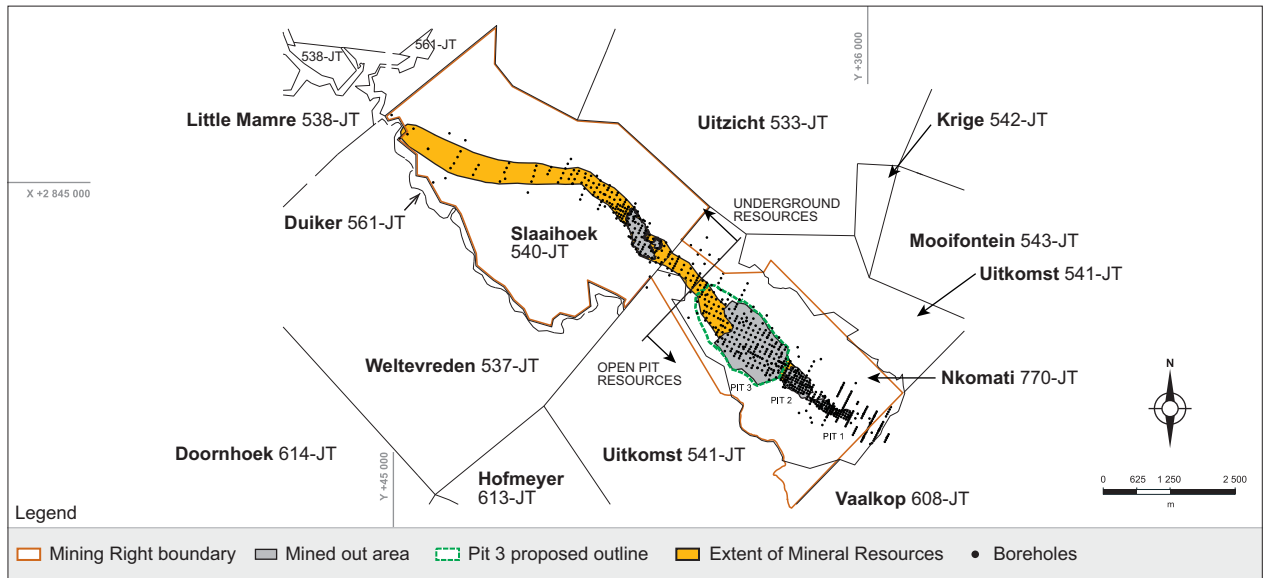 538-JT
561-JT
Y +36 000
Little Mamre 538-JT
Uitzicht 533-JT
Krige 542-JT
X +2 845 000
UNDERGROUND
RESOURCES
Duiker 561-JT
Slaaihoek
540-JT
Mooifontein 543-JT
Uitkomst 541-JT
Weltevreden 537-JT
OPEN PIT
RESOURCES
PIT 3
PIT 2
PIT 1
Nkomati 770-JT
N
Doornhoek 614-JT
Y +45 000
Hofmeyer
613-JT
Uitkomst 541-JT
Vaalkop 608-JT
0 625 1 250 2 500
m
Legend
Mining Right boundary
Mined out area
Pit 3 proposed outline
Extent of Mineral Resources
Boreholes